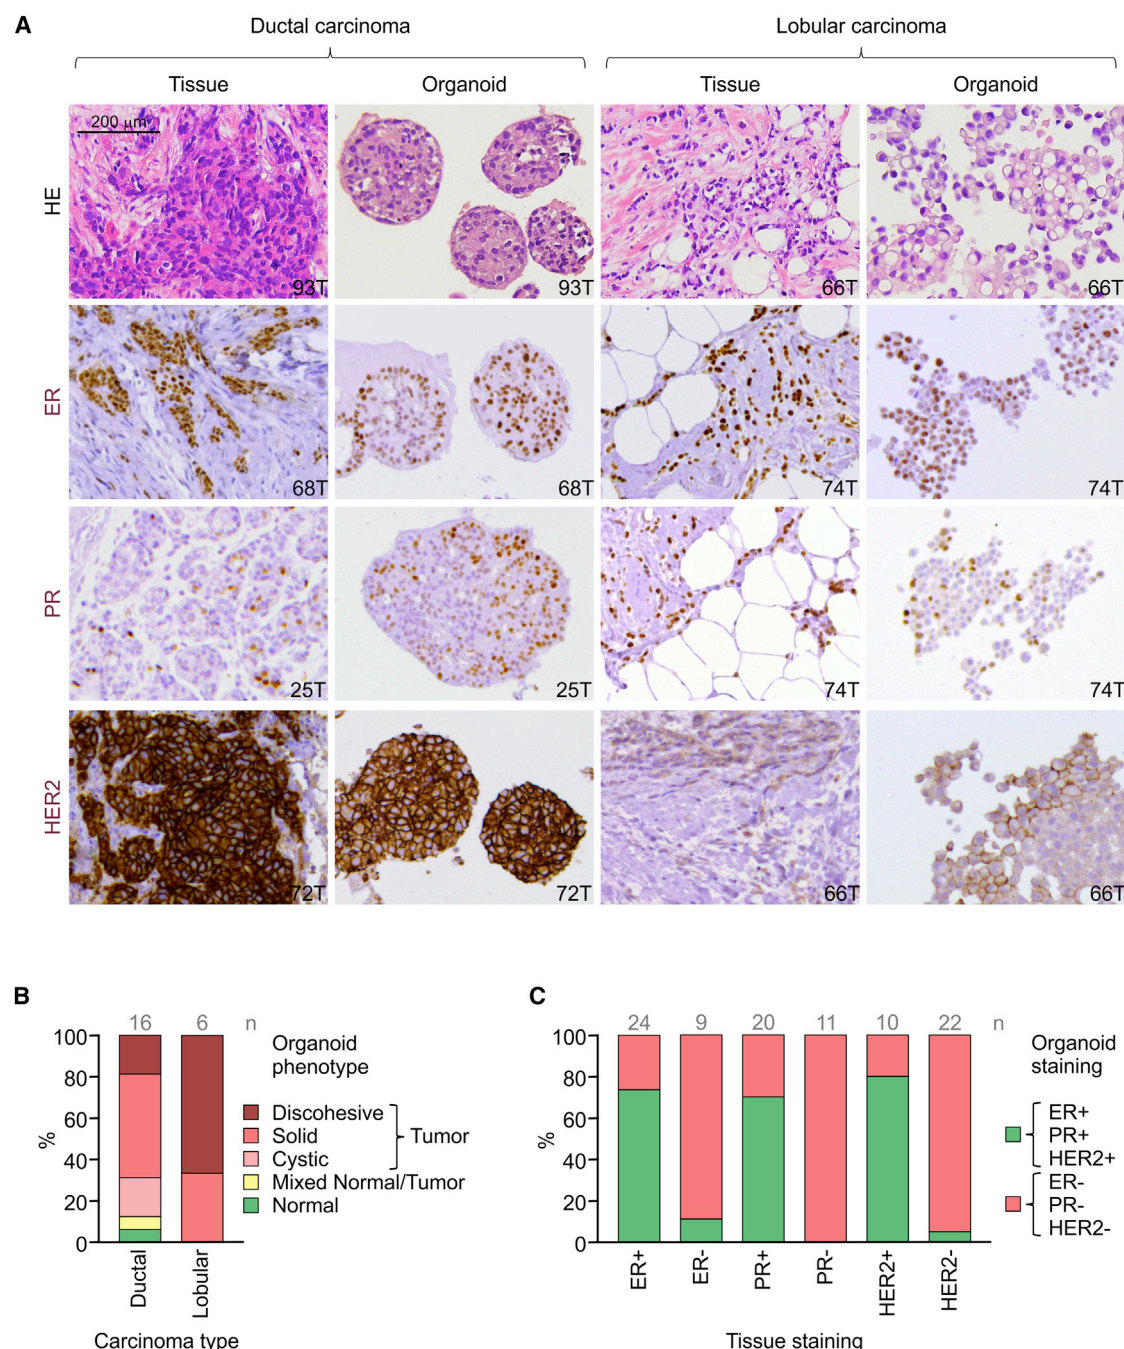 A
Ductal carcinoma
Lobular carcinoma
Tissue
Organoid
Tissue
Organoid
HE
200 μm
93T
93T
66T
66T
ER
68T
68T
74T
74T
PR
25T
25T
74T
74T
HER2
72T
72T
66T
66T
B
16 6 n
%
100
80
60
40
20
0
Organoid
phenotype
Discohesive
Solid
Cystic
Tumor
Mixed Normal/Tumor
Normal
Ductal
Lobular
Carcinoma type
C
24 9 20 11 10 22 n
%
100
80
60
40
20
0
Organoid
staining
ER+
PR+
HER2+
ER-
PR-
HER2-
ER+
ER-
PR+
PR-
HER2+
HER2-
Tissue staining